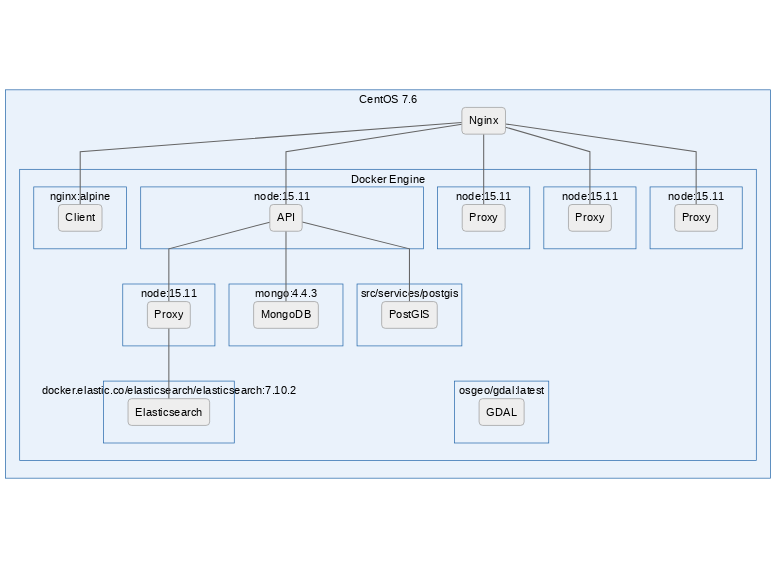 CentOS 7.6
Nginx
Docker Engine
nginx:alpine
node:15.11
node:15.11
node:15.11
node:15.11
Client
API
Proxy
Proxy
Proxy
node:15.11
mongo:4.4.3
src/services/postgis
Proxy
MongoDB
PostGIS
docker.elastic.co/elasticsearch/elasticsearch:7.10.2
osgeo/gdal:latest
Elasticsearch
GDAL